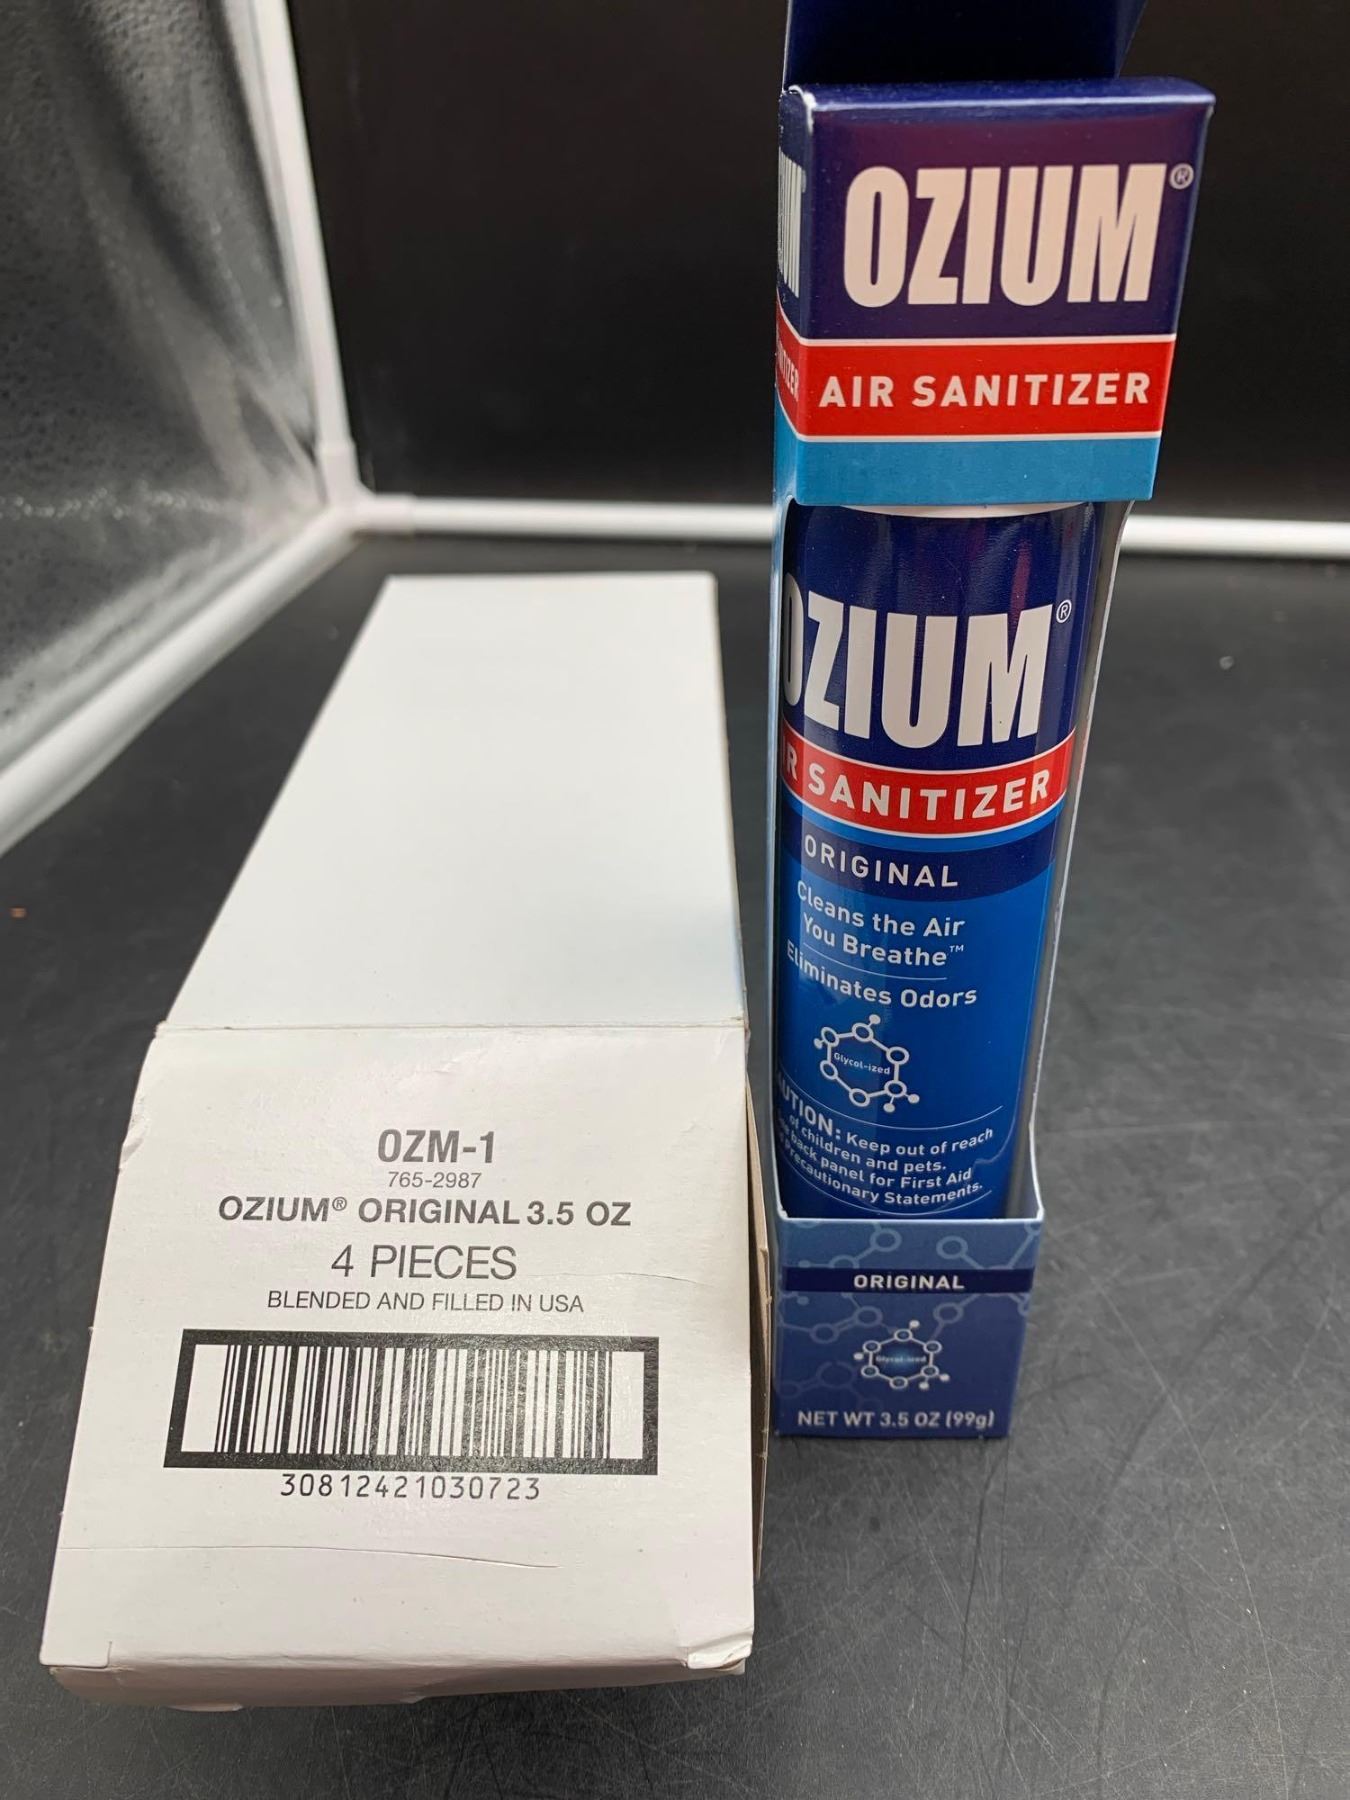 OZIUM®
AIR SANITIZER
OZIUM®
SANITIZER
ORIGINAL
Cleans the Air
You Breathe™
Eliminates Odors
Glycol-ized
Keep out of reach
of children and pets.
back panel for First Aid
Precautionary Statements.
ORIGINAL
Glycol-ized
NET WT 3.5 OZ (99g)
OZM-1
765-2987
OZIUM® ORIGINAL 3.5 OZ
4 PIECES
BLENDED AND FILLED IN USA
30812421030723